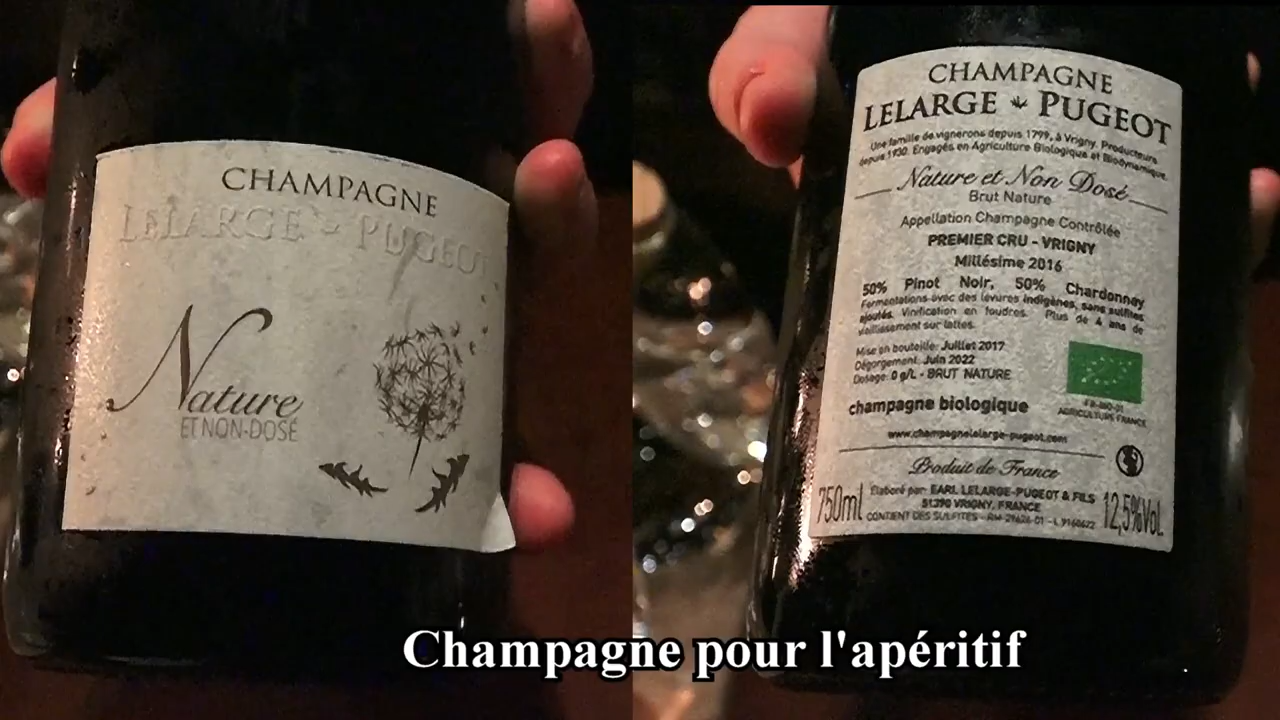 CHAMPAGNE
LELARGE PUGEOT
Nature
ET NON-DOSÉ
CHAMPAGNE
LELARGE PUGEOT
Une famille de vignerons depuis 1799, à Vrigny. Producteurs
depuis 1930. Engagés en Agriculture Biologique et Biodynamique.
Nature et Non Dosé
Brut Nature
Appellation Champagne Contrôlée
PREMIER CRU - VRIGNY
Millésime 2016
50% Pinot Noir, 50% Chardonnay
Fermentations avec des levures indigènes, sans sulfites
ajoutés. Vinification en foudres. Plus de 4 ans de
vieillissement sur lattes.
Mise en bouteille: Juillet 2017
Dégorgement: Juin 2022
Dosage: 0 g/L - BRUT NATURE
FR-BIO-01
AGRICULTURE FRANCE
champagne biologique
www.champagnelelarge-pugeot.com
Produit de France
750ml
Élaboré par: EARL LELARGE-PUGEOT & FILS
51390 VRIGNY, FRANCE
CONTIENT DES SULFITES
12,5%Vol.
Champagne pour l'apéritif